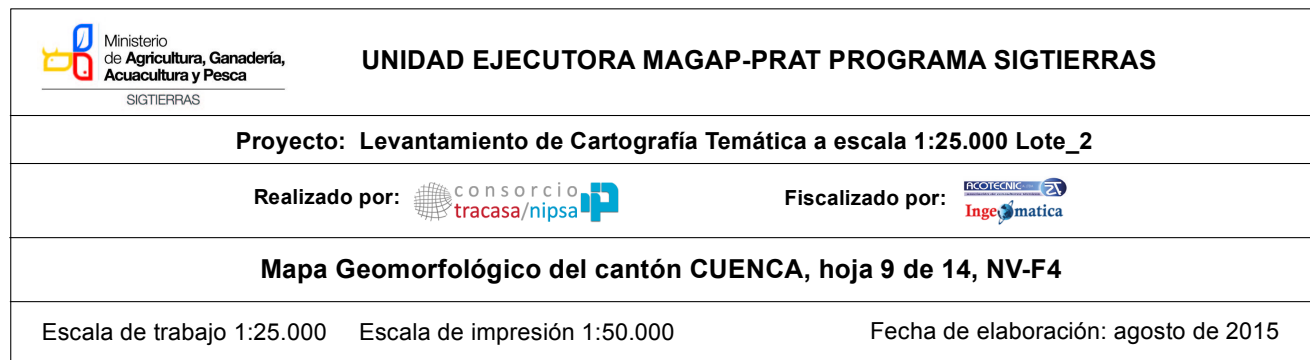 Ministerio
de Agricultura, Ganadería,
Acuacultura y Pesca
SIGTIERRAS
UNIDAD EJECUTORA MAGAP-PRAT PROGRAMA SIGTIERRAS
Proyecto: Levantamiento de Cartografía Temática a escala 1:25.000 Lote_2
Realizado por: consorcio
tracasa/nipsa
Fiscalizado por: ACOTECNIC
Ingeomatica
Mapa Geomorfológico del cantón CUENCA, hoja 9 de 14, NV-F4
Escala de trabajo 1:25.000 Escala de impresión 1:50.000 Fecha de elaboración: agosto de 2015